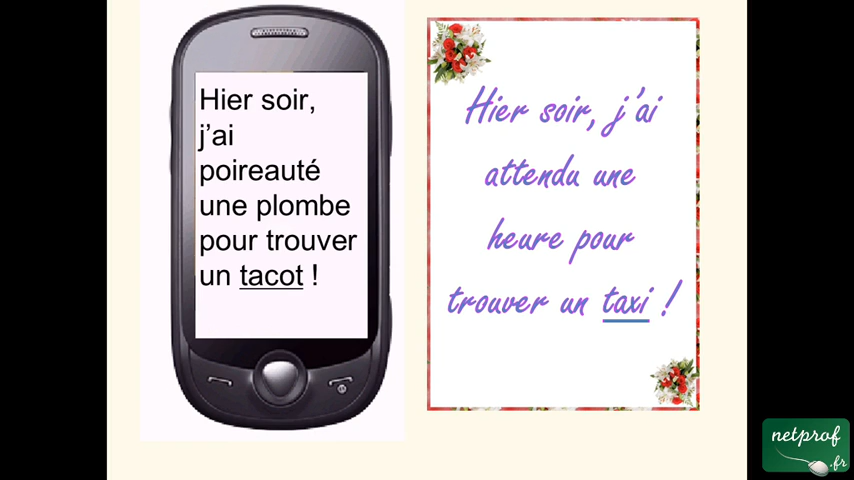 Hier soir,
j'ai
poireauté
une plombe
pour trouver
un tacot !
Hier soir, j'ai
attendu une
heure pour
trouver un taxi !
netprof
.fr